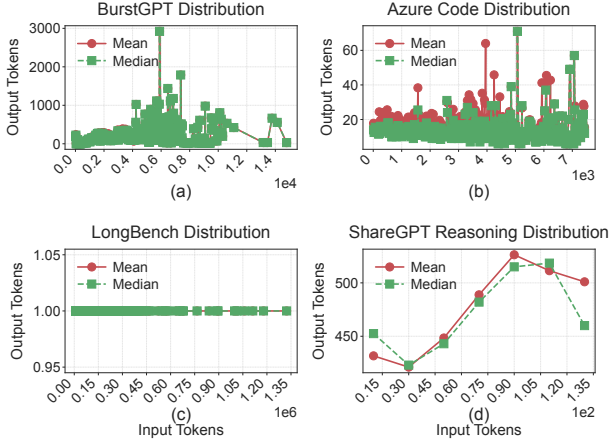 BurstGPT Distribution
Output Tokens
3000
2000
1000
0
Mean
Median
0.0
0.2
0.4
0.6
0.8
1.0
1.2
1.4
1e4
(a)
Azure Code Distribution
Output Tokens
60
40
20
Mean
Median
0
1
2
3
4
5
6
7
1e3
(b)
LongBench Distribution
Output Tokens
1.05
1.00
0.95
Mean
Median
0.00
0.15
0.30
0.45
0.60
0.75
0.90
1.05
1.20
1.35
1e6
(c)
Input Tokens
ShareGPT Reasoning Distribution
Output Tokens
500
450
Mean
Median
0.15
0.30
0.45
0.60
0.75
0.90
1.05
1.20
1.35
1e2
(d)
Input Tokens